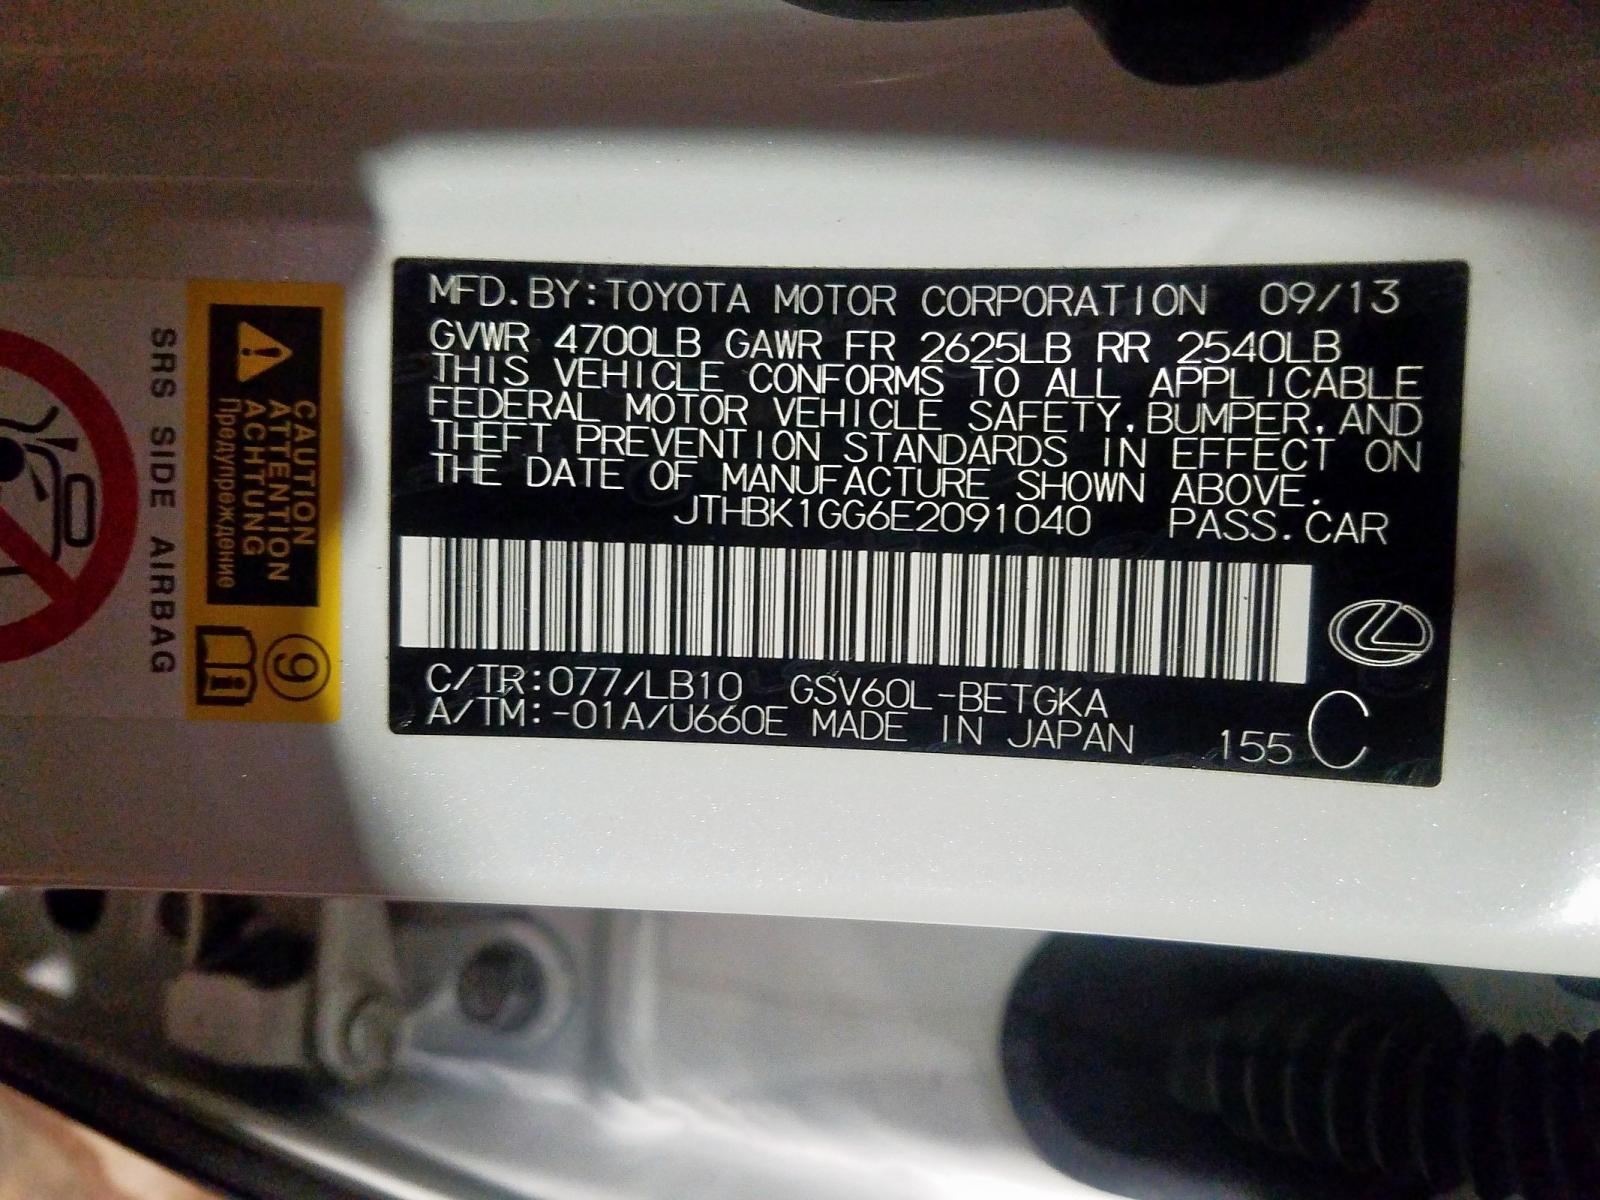 MFD.BY:TOYOTA MOTOR CORPORATION 09/13
GVWR 4700LB GAWR FR 2625LB RR 2540LB
THIS VEHICLE CONFORMS TO ALL APPLICABLE
FEDERAL MOTOR VEHICLE SAFETY,BUMPER,AND
THEFT PREVENTION STANDARDS IN EFFECT ON
THE DATE OF MANUFACTURE SHOWN ABOVE.
JTHBK1GG6E2091040 PASS.CAR
C/TR:077/LB10 GSV60L-BETGKA
A/TM:-01A/U660E MADE IN JAPAN 155 C
CAUTION
ATTENTION
ACHTUNG
Предупреждение
9
SRS SIDE AIRBAG